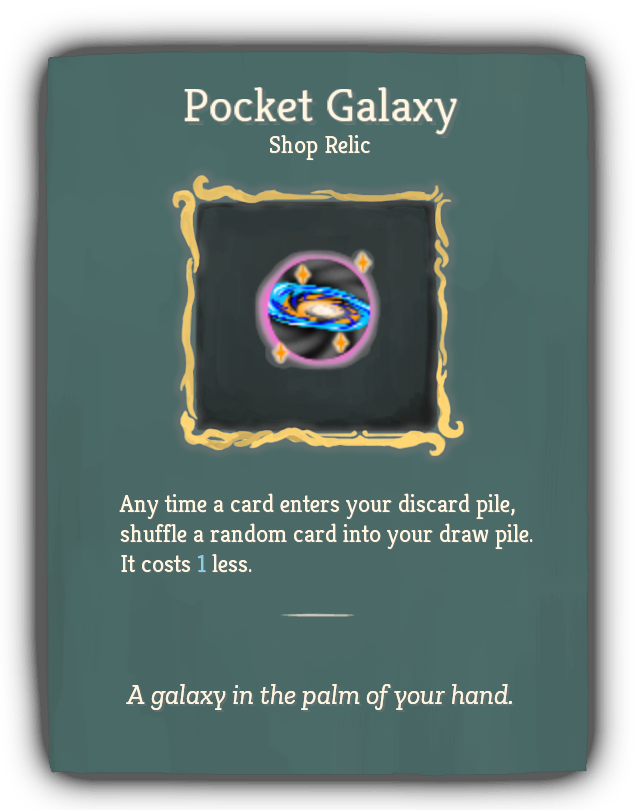 Pocket Galaxy
Shop Relic
Any time a card enters your discard pile,
shuffle a random card into your draw pile.
It costs 1 less.
A galaxy in the palm of your hand.